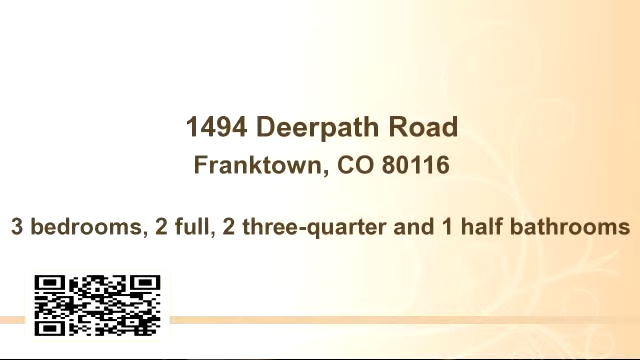 1494 Deerpath Road
Franktown, CO 80116
3 bedrooms, 2 full, 2 three-quarter and 1 half bathrooms